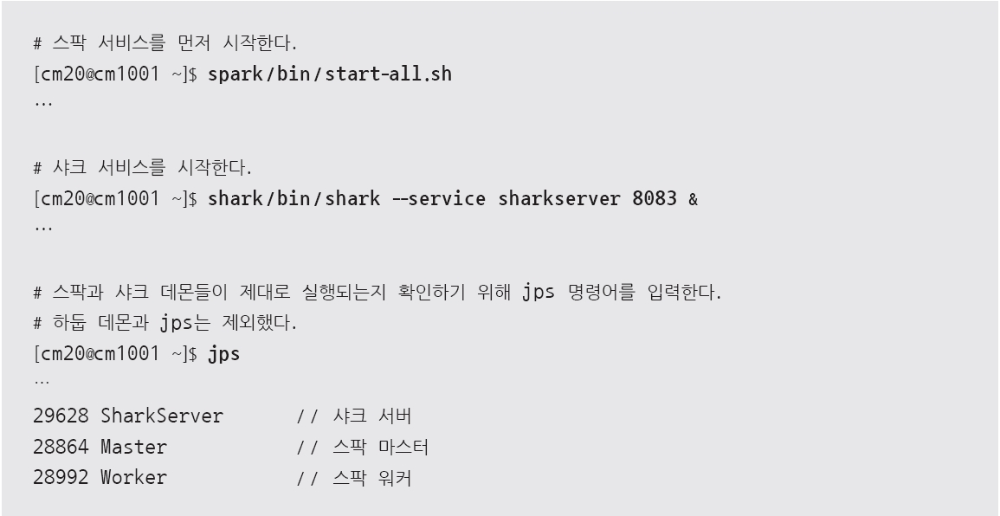 # 스팍 서비스를 먼저 시작한다.
[cm20@cm1001 ~]$ spark/bin/start-all.sh
...
# 샤크 서비스를 시작한다.
[cm20@cm1001 ~]$ shark/bin/shark --service sharkserver 8083 &
...
# 스팍과 샤크 데몬들이 제대로 실행되는지 확인하기 위해 jps 명령어를 입력한다.
# 하둡 데몬과 jps는 제외했다.
[cm20@cm1001 ~]$ jps
...
29628 SharkServer // 샤크 서버
28864 Master // 스팍 마스터
28992 Worker // 스팍 워커